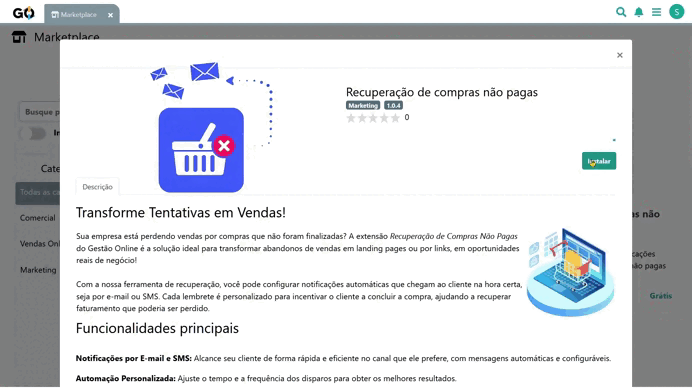 GO
Marketplace ×
S
Marketplace
×
Recuperação de compras não pagas
Marketing 1.0.4
0
Busque p
In
Instalar
Cate
Descrição
Todas as ca
Transforme Tentativas em Vendas!
Comercial
não
Sua empresa está perdendo vendas por compras que não foram finalizadas? A extensão Recuperação de Compras Não Pagas
Vendas Onl
do Gestão Online é a solução ideal para transformar abandonos de vendas em landing pages ou por links, em oportunidades
icações
reais de negócio!
não pagas
Marketing
Com a nossa ferramenta de recuperação, você pode configurar notificações automáticas que chegam ao cliente na hora certa,
seja por e-mail ou SMS. Cada lembrete é personalizado para incentivar o cliente a concluir a compra, ajudando a recuperar
Grátis
faturamento que poderia ser perdido.
Funcionalidades principais
Notificações por E-mail e SMS: Alcance seu cliente de forma rápida e eficiente no canal que ele prefere, com mensagens automáticas e configuráveis.
Automação Personalizada: Ajuste o tempo e a frequência dos disparos para obter os melhores resultados.